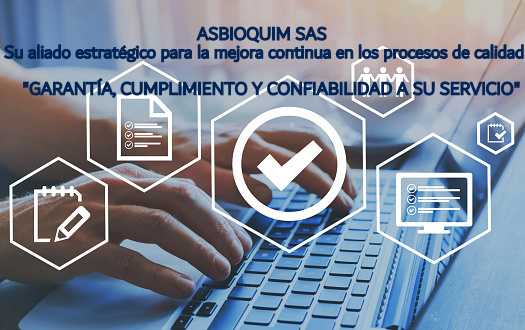 ASBIOQUIM SAS
Su aliado estratégico para la mejora continua en los procesos de calidad
"GARANTÍA, CUMPLIMIENTO Y CONFIABILIDAD A SU SERVICIO"